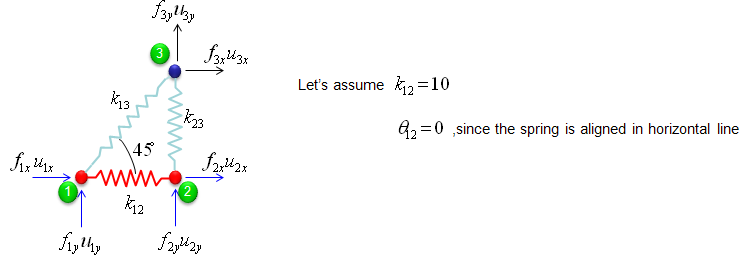 f3y u3y
3
f3x u3x
Let's assume k12 =10
k13
k23
θ12 =0 ,since the spring is aligned in horizontal line
45°
f1x u1x
f2x u2x
1
2
k12
f1y u1y
f2y u2y